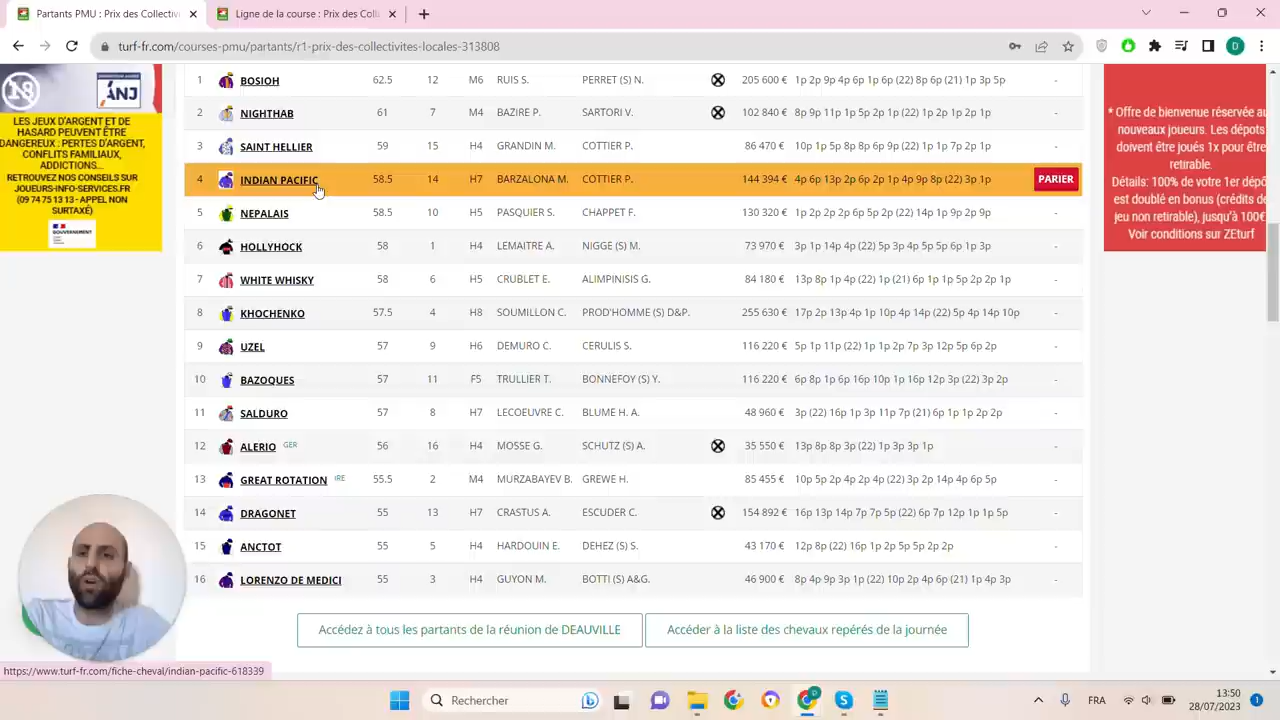 Partants PMU: Prix des Collectiv
Ligne de la course : Prix des Col
turf-fr.com/courses-pmu/partants/r1-prix-des-collectivites-locales-31308
18
ANJ
LES JEUX D'ARGENT ET DE
HASARD PEUVENT ÊTRE
DANGEREUX : PERTES D'ARGENT,
CONFLITS FAMILIAUX,
ADDICTIONS...
RETROUVEZ NOS CONSEILS SUR
JOUEURS-INFO-SERVICES.FR
(09 74 75 13 13 - APPEL NON
SURTAXÉ)
GOUVERNEMENT
1 BOSIOH 62.5 12 M6 RUIS S. PERRET (S) N. 205 600 € 1p 2p 9p 4p 6p 1p 6p (22) 8p 6p (21) 1p 3p 5p -
2 NIGHTHAB 61 7 M4 BAZIRE P. SARTORI V. 102 840 € 8p 9p 11p 1p 5p 2p (22) 1p 2p 1p 2p 1p -
3 SAINT HELLIER 59 15 H4 GRANDIN M. COTTIER P. 86 470 € 10p 1p 5p 8p 8p 6p 9p (22) 1p 2p 3p 1p -
4 INDIAN PACIFIC 58.5 14 BARZALONA M. COTTIER P. 144 394 € 4p 6p 13p 2p 6p 2p 1p 4p 9p 8p (22) 3p 1p PARIER
5 NEPALAIS 58.5 10 H5 PASQUIER S. CHAPPET F. 130 320 € 1p 2p 2p 2p 6p 5p 2p (22) 14p 1p 9p 2p 9p -
6 HOLLYHOCK 58 1 H4 LEMAITRE A. NIGGE (S) M. 73 970 € 3p 1p 14p 4p (22) 5p 3p 4p 5p 5p 6p 1p 3p -
7 WHITE WHISKY 58 6 H5 CRUBLET E. ALIMPINISIS G. 84 180 € 13p 8p 1p 4p (22) 1p (21) 6p 1p 1p 5p 2p 2p 1p -
8 KHOCHENKO 57.5 4 H8 SOUMILLON C. PROD'HOMME (S) D&P. 255 630 € 17p 2p 13p 4p 1p 10p 4p 14p (22) 5p 4p 14p 10p -
9 UZEL 57 9 H6 DEMURO C. CERULIS S. 116 220 € 5p 1p 11p (22) 1p 1p 2p 7p 3p 12p 5p 6p 2p -
10 BAZOQUES 57 11 F5 TRULLIER T. BONNEFOY (S) Y. 116 220 € 6p 8p 1p 6p 16p 10p 1p 16p 12p 3p (22) 3p 2p -
11 SALDURO 57 8 H7 LECOEUVRE C. BLUME H. A. 48 960 € 3p (22) 16p 1p 3p 11p 7p (21) 6p 1p 1p 2p 2p -
12 ALERIO GER 56 16 H4 MOSSE G. SCHUTZ (S) A. 35 550 € 13p 8p 8p 3p (22) 1p 3p 3p 1p -
13 GREAT ROTATION IRE 55.5 2 M4 MURZABAYEV B. GREWE H. 85 455 € 10p 5p 2p 4p 2p 4p (22) 3p 2p 14p 4p 6p 5p -
14 DRAGONET 55 13 H7 CRASTUS A. ESCUDER C. 154 892 € 16p 13p 14p 7p 7p 5p (22) 6p 7p 12p 1p 1p 5p -
15 ANCTOT 55 5 H4 HARDOUIN E. DEHEZ (S) S. 43 170 € 12p 8p (22) 16p 1p 2p 5p 5p 2p 2p -
16 LORENZO DE MEDICI 55 3 H4 GUYON M. BOTTI (S) A&G. 46 900 € 8p 4p 9p 3p 1p (22) 10p 2p 4p 6p (21) 1p 4p 3p -
* Offre de bienvenue réservée au
nouveaux joueurs. Les dépôts
doivent être joués 1x pour être
retirable.
Détails: 100% de votre 1er dépô
est doublé en bonus (crédits de
jeu non retirable), jusqu'à 100€
Voir conditions sur ZEturf
Accédez à tous les partants de la réunion de DEAUVILLE
Accéder à la liste des chevaux repérés de la journée
https://www.turf-fr.com/fiche-cheval/indian-pacific-618339
Rechercher
FRA
13:50
28/07/2023